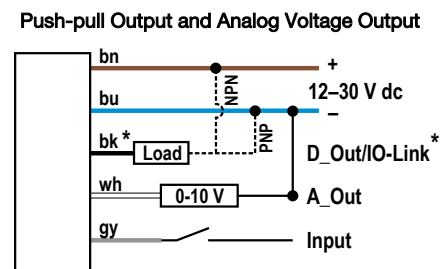 Push-pull Output and Analog Voltage Output
bn
+
NPN
12–30 V dc
bu
–
PNP
bk *
Load
D_Out/IO-Link*
wh
0-10 V
A_Out
gy
Input